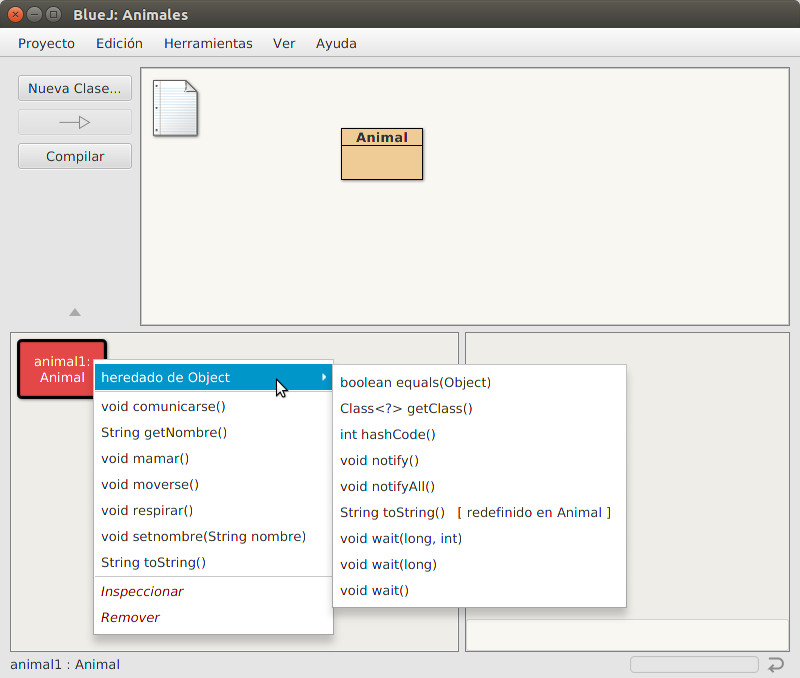 BlueJ: Animales
Proyecto Edición Herramientas Ver Ayuda
Nueva Clase...
Compilar
Animal
animal1:
Animal
heredado de Object
void comunicarse()
String getNombre()
void mamar()
void moverse()
void respirar()
void setnombre(String nombre)
String toString()
Inspeccionar
Remover
boolean equals(Object)
Class<?> getClass()
int hashCode()
void notify()
void notifyAll()
String toString() [ redefinido en Animal ]
void wait(long, int)
void wait(long)
void wait()
animal1 : Animal